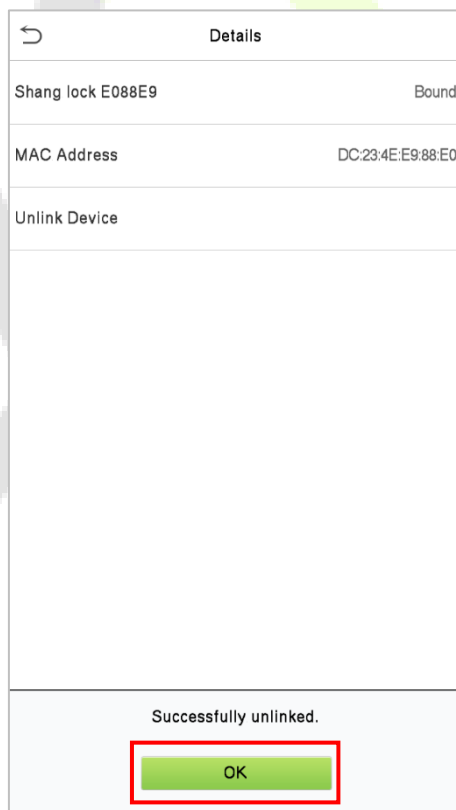 Details
Shang lock E088E9 Bound
MAC Address DC:23:4E:E9:88:E0
Unlink Device
Successfully unlinked.
OK